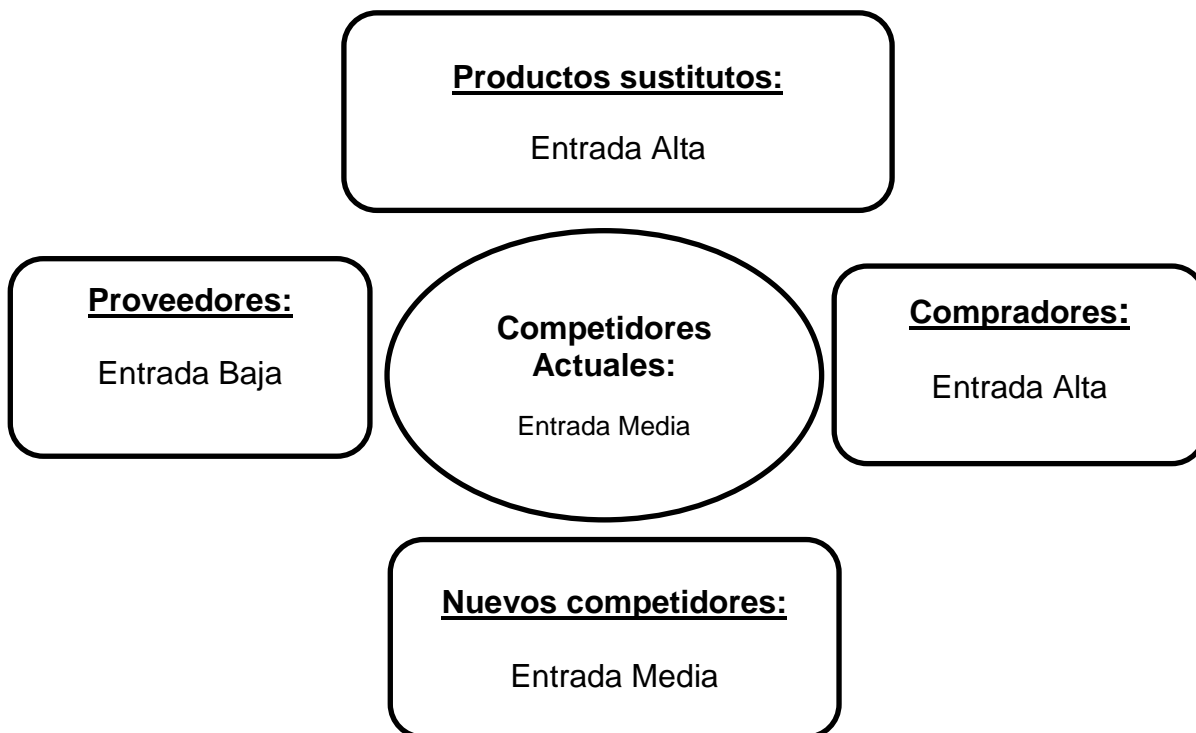 Productos sustitutos:
Entrada Alta
Proveedores:
Entrada Baja
Competidores
Actuales:
Entrada Media
Compradores:
Entrada Alta
Nuevos competidores:
Entrada Media